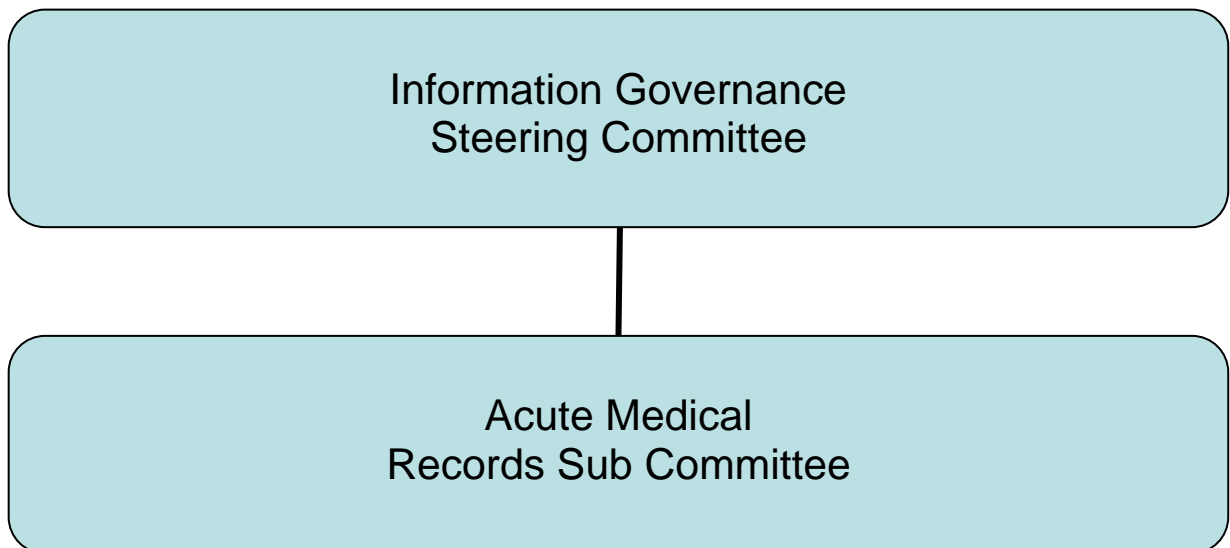 Information Governance
Steering Committee
Acute Medical
Records Sub Committee